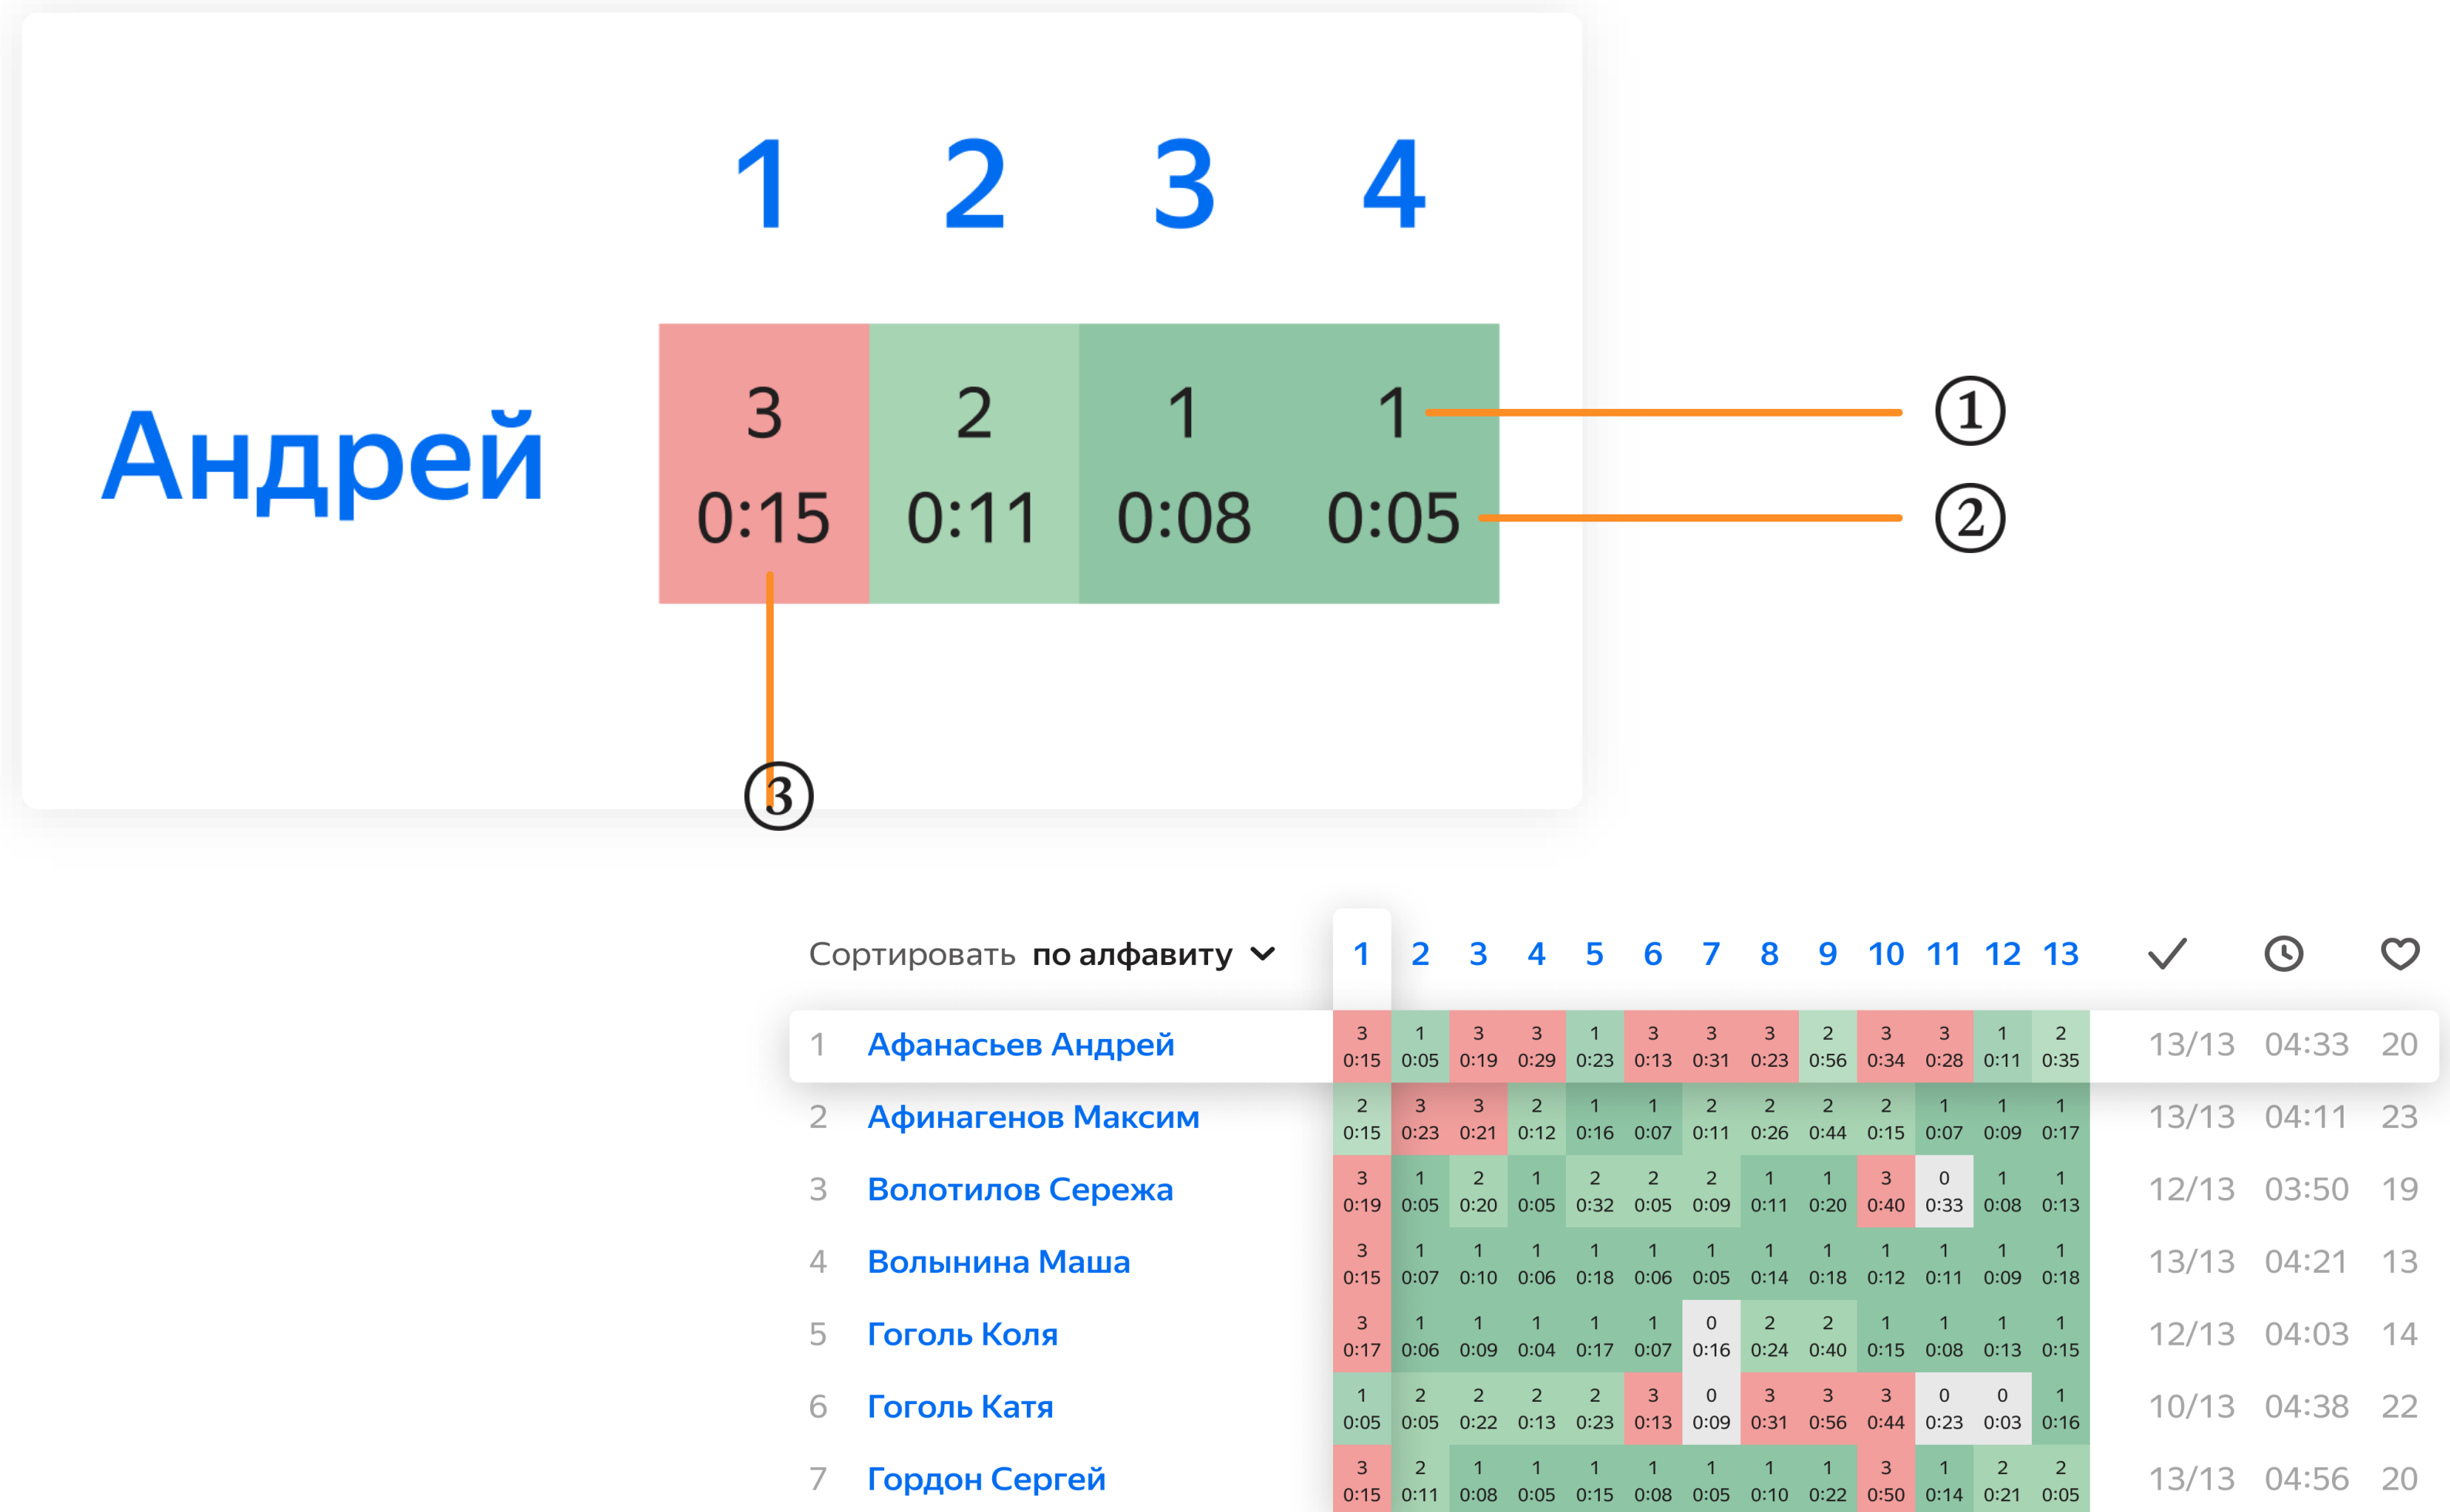 1 2 3 4
Андрей
3 2 1 1 ①
0:15 0:11 0:08 0:05 ②
③
Сортировать по алфавиту 1 2 3 4 5 6 7 8 9 10 11 12 13
3 1 3 3 1 3 3 3 2 3 3 1 2
1 Афанасьев Андрей 0:15 0:05 0:19 0:29 0:23 0:13 0:31 0:23 0:56 0:34 0:28 0:11 0:35 13/13 04:33 20
2 3 3 2 1 1 2 2 2 2 1 1 1
2 Афинагенов Максим 0:15 0:23 0:21 0:12 0:16 0:07 0:11 0:26 0:44 0:15 0:07 0:09 0:17 13/13 04:11 23
3 1 2 1 2 2 2 1 1 3 0 1 1
3 Волотилов Сережа 0:19 0:05 0:20 0:05 0:32 0:05 0:09 0:11 0:20 0:40 0:33 0:08 0:13 12/13 03:50 19
3 1 1 1 1 1 1 1 1 1 1 1 1
4 Волынина Маша 0:15 0:07 0:10 0:06 0:18 0:06 0:05 0:14 0:18 0:12 0:11 0:09 0:18 13/13 04:21 13
3 1 1 1 1 1 0 2 2 1 1 1 1
5 Гоголь Коля 0:17 0:06 0:09 0:04 0:17 0:07 0:16 0:24 0:40 0:15 0:08 0:13 0:15 12/13 04:03 14
1 2 2 2 2 3 0 3 3 3 0 0 1
6 Гоголь Катя 0:05 0:05 0:22 0:13 0:23 0:13 0:09 0:31 0:56 0:44 0:23 0:03 0:16 10/13 04:38 22
3 2 1 1 1 1 1 1 1 3 1 2 2
7 Гордон Сергей 0:15 0:11 0:08 0:05 0:15 0:08 0:05 0:10 0:22 0:50 0:14 0:21 0:05 13/13 04:56 20